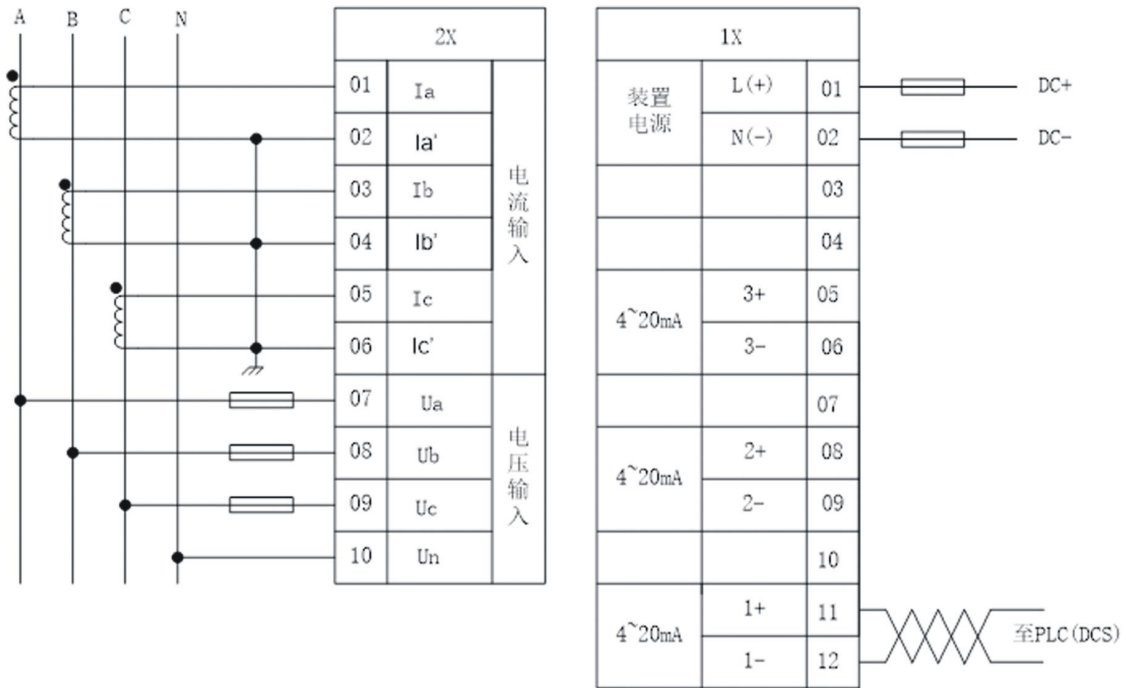 A B C N
2X
01 Ia
02 Ia'
03 Ib
04 Ib'
05 Ic
06 Ic'
电流输入
07 Ua
08 Ub
09 Uc
10 Un
电压输入
1X
装置
电源
L(+) 01 DC+
N(-) 02 DC-
03
04
4~20mA
3+ 05
3- 06
07
4~20mA
2+ 08
2- 09
10
4~20mA
1+ 11
1- 12
至PLC(DCS)